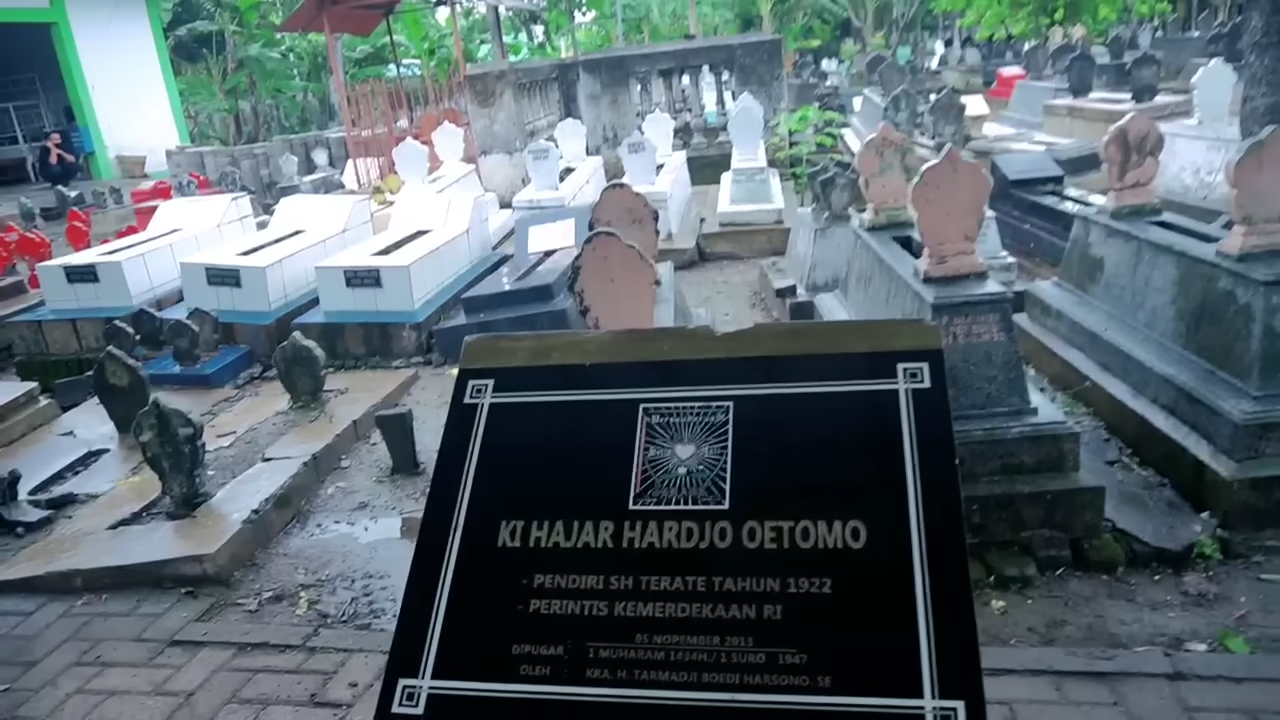 KI HAJAR HARDJO OETOMO
- PENDIRI SH TERATE TAHUN 1922
- PERINTIS KEMERDEKAAN RI
05 NOPEMBER 2013
DIPUGAR : 1 MUHARAM 1434H./ 1 SURO 1947
OLEH : KRA. H. TARMADJI BOEDI HARSONO. SE